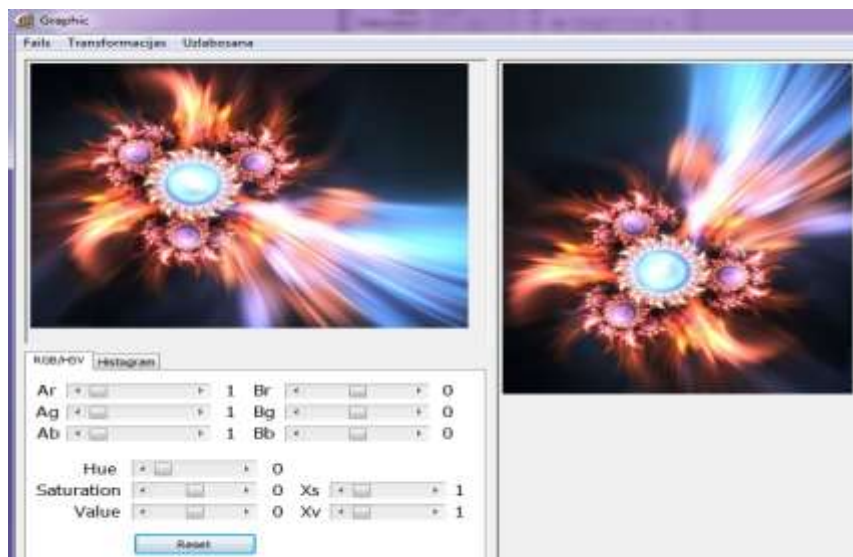 Graphic
Fails Transformacijas Uzlabosana
RGB/HSV Histogram
Ar 1 Br 0
Ag 1 Bg 0
Ab 1 Bb 0
Hue 0
Saturation 0 Xs 1
Value 0 Xv 1
Reset